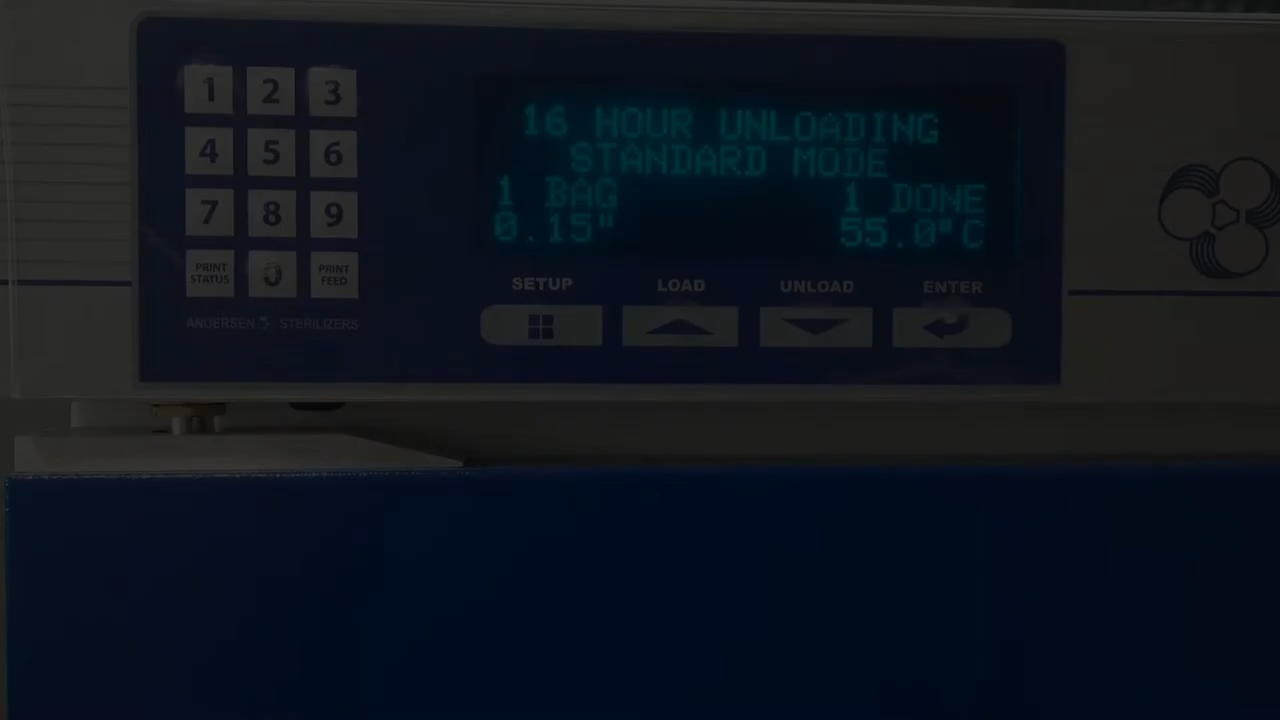 1 2 3
4 5 6
7 8 9
PRINT STATUS 0 PRINT FEED
ANDERSEN STERILIZERS
16 HOUR UNLOADING
STANDARD MODE
1 BAG 1 DONE
0.15" 55.0°C
SETUP LOAD UNLOAD ENTER